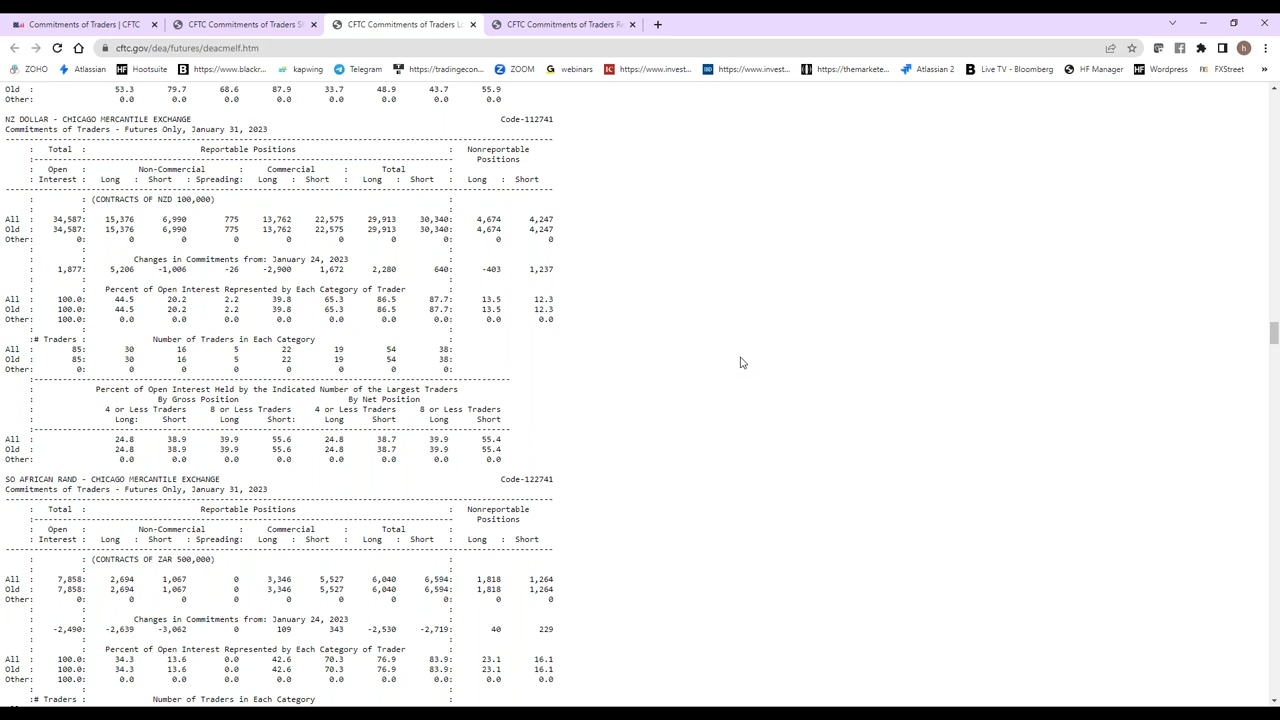 Commitments of Traders | CFTC
CFTC Commitments of Traders Sh
CFTC Commitments of Traders Lo
CFTC Commitments of Traders Re
cftc.gov/dea/futures/deacmelf.htm
ZOHO Atlassian Hootsuite https://www.blackr... kapwing Telegram https://tradingecon... ZOOM webinars https://www.invest... https://www.invest... https://themarkete... Atlassian 2 Live TV - Bloomberg HF Manager Wordpress FXStreet »
Old : 53.3 79.7 68.6 87.9 33.7 48.9 43.7 55.9
Other: 0.0 0.0 0.0 0.0 0.0 0.0 0.0 0.0
NZ DOLLAR - CHICAGO MERCANTILE EXCHANGE Code-112741
Commitments of Traders - Futures Only, January 31, 2023
: Total : Reportable Positions : Nonreportable
Positions
: Open : Non-Commercial : Commercial : Total :
: Interest : Long : Short : Spreading: Long : Short : Long : Short : Long : Short
: : (CONTRACTS OF NZD 100,000) :
All : 34,587: 15,376 6,990 775 13,762 22,575 29,913 30,340: 4,674 4,247
Old : 34,587: 15,376 6,990 775 13,762 22,575 29,913 30,340: 4,674 4,247
Other: 0: 0 0 0 0 0 0 0: 0 0
: : Changes in Commitments from: January 24, 2023 :
: 1,877: 5,206 -1,006 -26 -2,900 1,672 2,280 640: -403 1,237
: : Percent of Open Interest Represented by Each Category of Trader :
All : 100.0: 44.5 20.2 2.2 39.8 65.3 86.5 87.7: 13.5 12.3
Old : 100.0: 44.5 20.2 2.2 39.8 65.3 86.5 87.7: 13.5 12.3
Other: 100.0: 0.0 0.0 0.0 0.0 0.0 0.0 0.0: 0.0 0.0
:# Traders : Number of Traders in Each Category :
All : 85: 30 16 5 22 19 54 38:
Old : 85: 30 16 5 22 19 54 38:
Other: 0: 0 0 0 0 0 0 0:
: Percent of Open Interest Held by the Indicated Number of the Largest Traders
: By Gross Position By Net Position
: 4 or Less Traders 8 or Less Traders 4 or Less Traders 8 or Less Traders
: Long: Short Long Short: Long Short Long Short
All : 24.8 38.9 39.9 55.6 24.8 38.7 39.9 55.4
Old : 24.8 38.9 39.9 55.6 24.8 38.7 39.9 55.4
Other: 0.0 0.0 0.0 0.0 0.0 0.0 0.0 0.0
SO AFRICAN RAND - CHICAGO MERCANTILE EXCHANGE Code-122741
Commitments of Traders - Futures Only, January 31, 2023
: Total : Reportable Positions : Nonreportable
Positions
: Open : Non-Commercial : Commercial : Total :
: Interest : Long : Short : Spreading: Long : Short : Long : Short : Long : Short
: : (CONTRACTS OF ZAR 500,000) :
All : 7,858: 2,694 1,067 0 3,346 5,527 6,040 6,594: 1,818 1,264
Old : 7,858: 2,694 1,067 0 3,346 5,527 6,040 6,594: 1,818 1,264
Other: 0: 0 0 0 0 0 0 0: 0 0
: : Changes in Commitments from: January 24, 2023 :
: -2,490: -2,639 -3,062 0 109 343 -2,530 -2,719: 40 229
: : Percent of Open Interest Represented by Each Category of Trader :
All : 100.0: 34.3 13.6 0.0 42.6 70.3 76.9 83.9: 23.1 16.1
Old : 100.0: 34.3 13.6 0.0 42.6 70.3 76.9 83.9: 23.1 16.1
Other: 100.0: 0.0 0.0 0.0 0.0 0.0 0.0 0.0: 0.0 0.0
:# Traders : Number of Traders in Each Category :